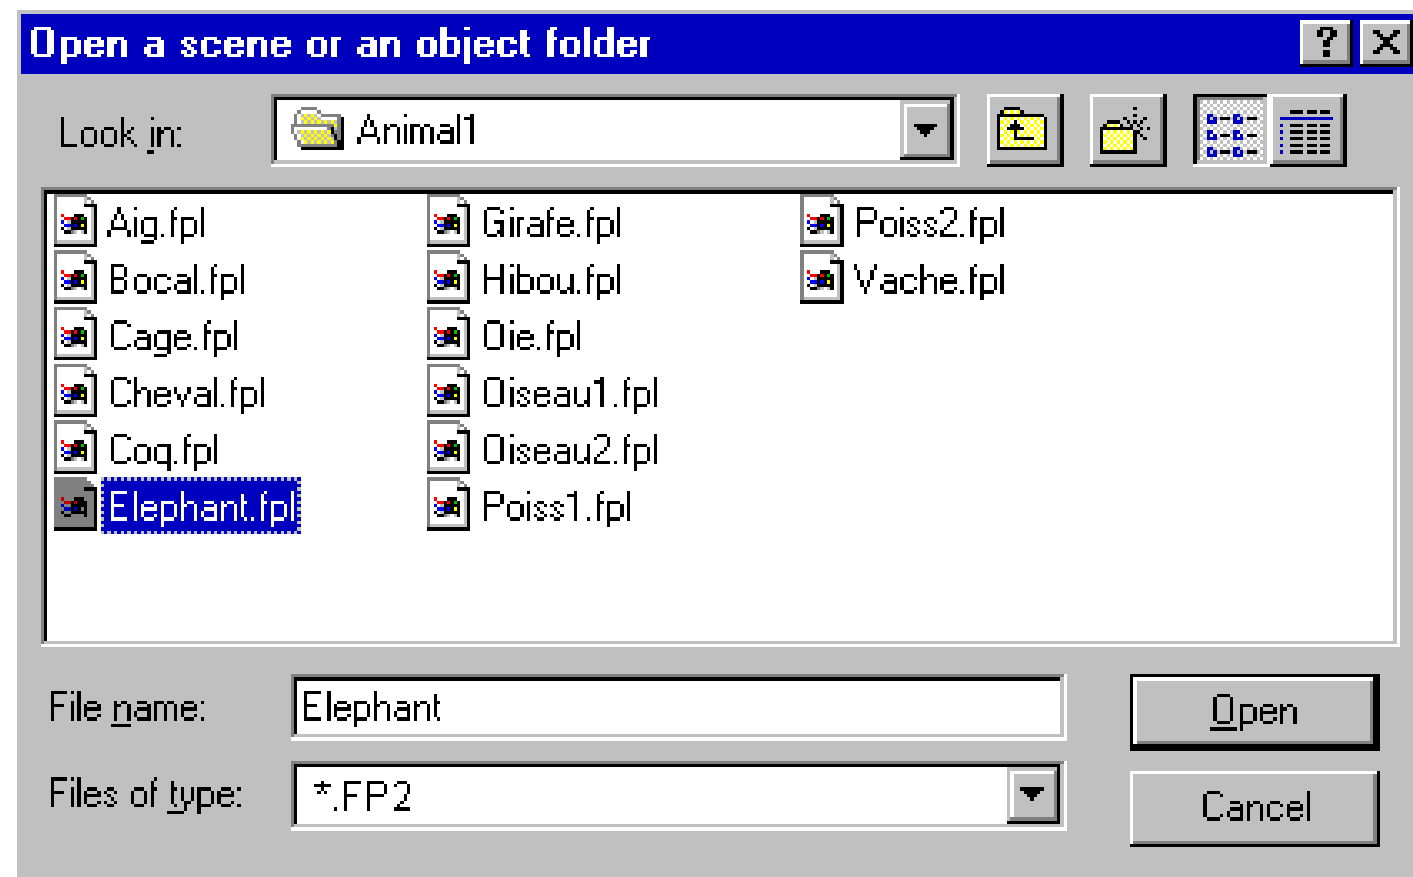 Open a scene or an object folder
Look in: Animal1
Aig.fpl
Bocal.fpl
Cage.fpl
Cheval.fpl
Coq.fpl
Elephant.fpl
Girafe.fpl
Hibou.fpl
Oie.fpl
Oiseau1.fpl
Oiseau2.fpl
Poiss1.fpl
Poiss2.fpl
Vache.fpl
File name: Elephant
Open
Files of type: *.FP2
Cancel